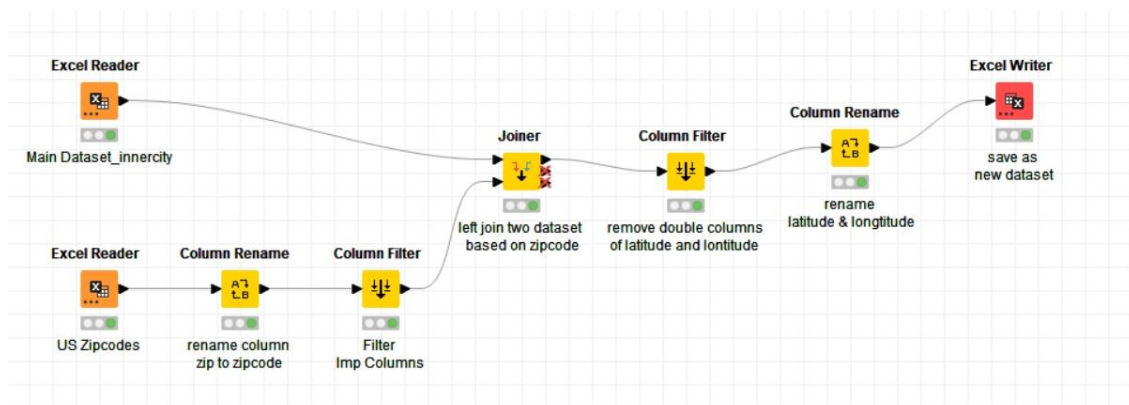 Excel Reader
Main Dataset_innercity
Excel Reader
US Zipcodes
Column Rename
rename column
zip to zipcode
Column Filter
Filter
Imp Columns
Joiner
left join two dataset
based on zipcode
Column Filter
remove double columns
of latitude and lontitude
Column Rename
rename
latitude & longtitude
Excel Writer
save as
new dataset